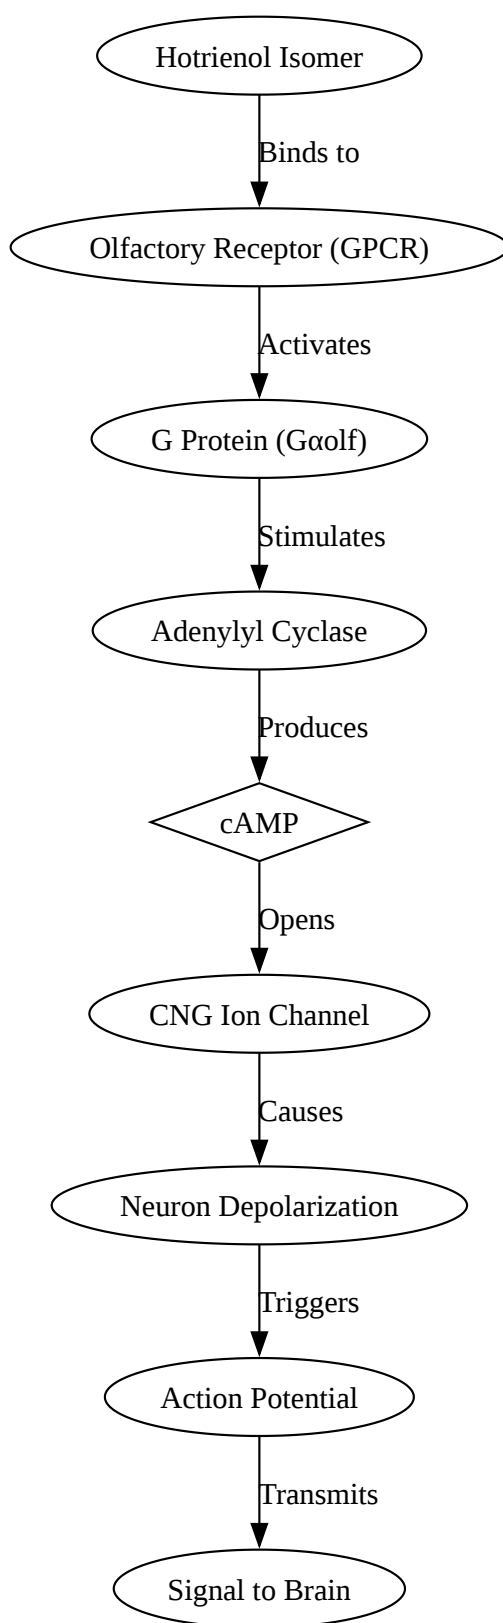 Hotrienol Isomer
Binds to
Olfactory Receptor (GPCR)
Activates
G Protein (Gαolf)
Stimulates
Adenylyl Cyclase
Produces
cAMP
Opens
CNG Ion Channel
Causes
Neuron Depolarization
Triggers
Action Potential
Transmits
Signal to Brain